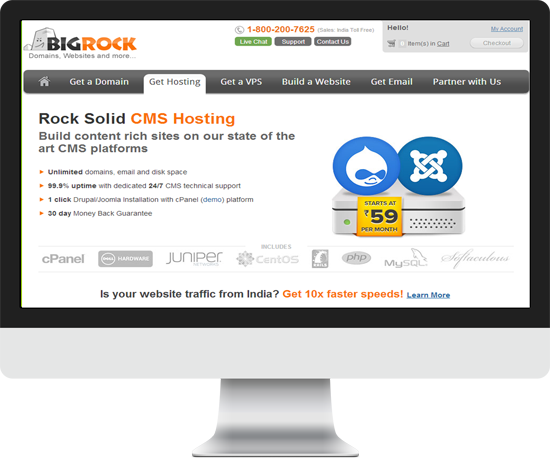 BIGROCK
Domains, Websites and more...
1-800-200-7625 (Sales: India Toll Free)
Live Chat Support Contact Us
Hello! My Account
0 Item(s) in Cart Checkout
Get a Domain Get Hosting Get a VPS Build a Website Get Email Partner with Us
Rock Solid CMS Hosting
Build content rich sites on our state of the
art CMS platforms
Unlimited domains, email and disk space
99.9% uptime with dedicated 24/7 CMS technical support
1 click Drupal/Joomla Installation with cPanel (demo) platform
30 day Money Back Guarantee
STARTS AT
₹59
PER MONTH
INCLUDES
cPanel DELL HARDWARE JUNIPER NETWORKS CentOS php MySQL Softaculous
Is your website traffic from India? Get 10x faster speeds! Learn More